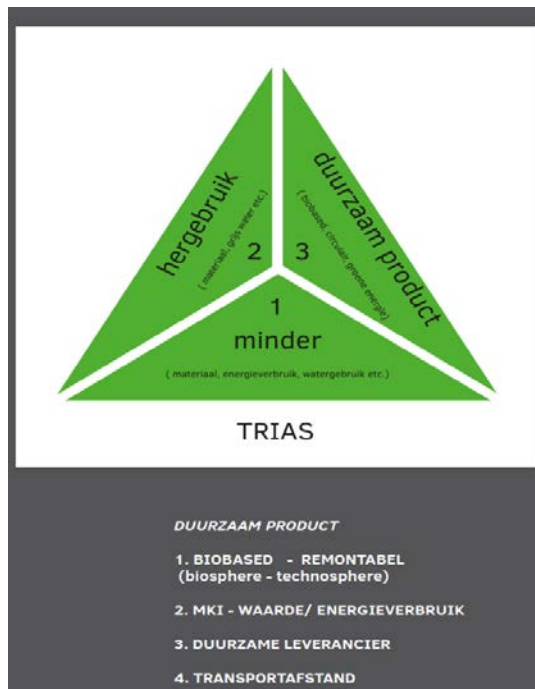 hergebruik
( materiaal, grijs water etc.)
2
duurzaam product
( biobased, circulair, groene energie)
3
1
minder
( materiaal, energieverbruik, watergebruik etc.)
TRIAS
DUURZAAM PRODUCT
1. BIOBASED - REMONTABEL
(biosphere - technosphere)
2. MKI - WAARDE/ ENERGIEVERBRUIK
3. DUURZAME LEVERANCIER
4. TRANSPORTAFSTAND